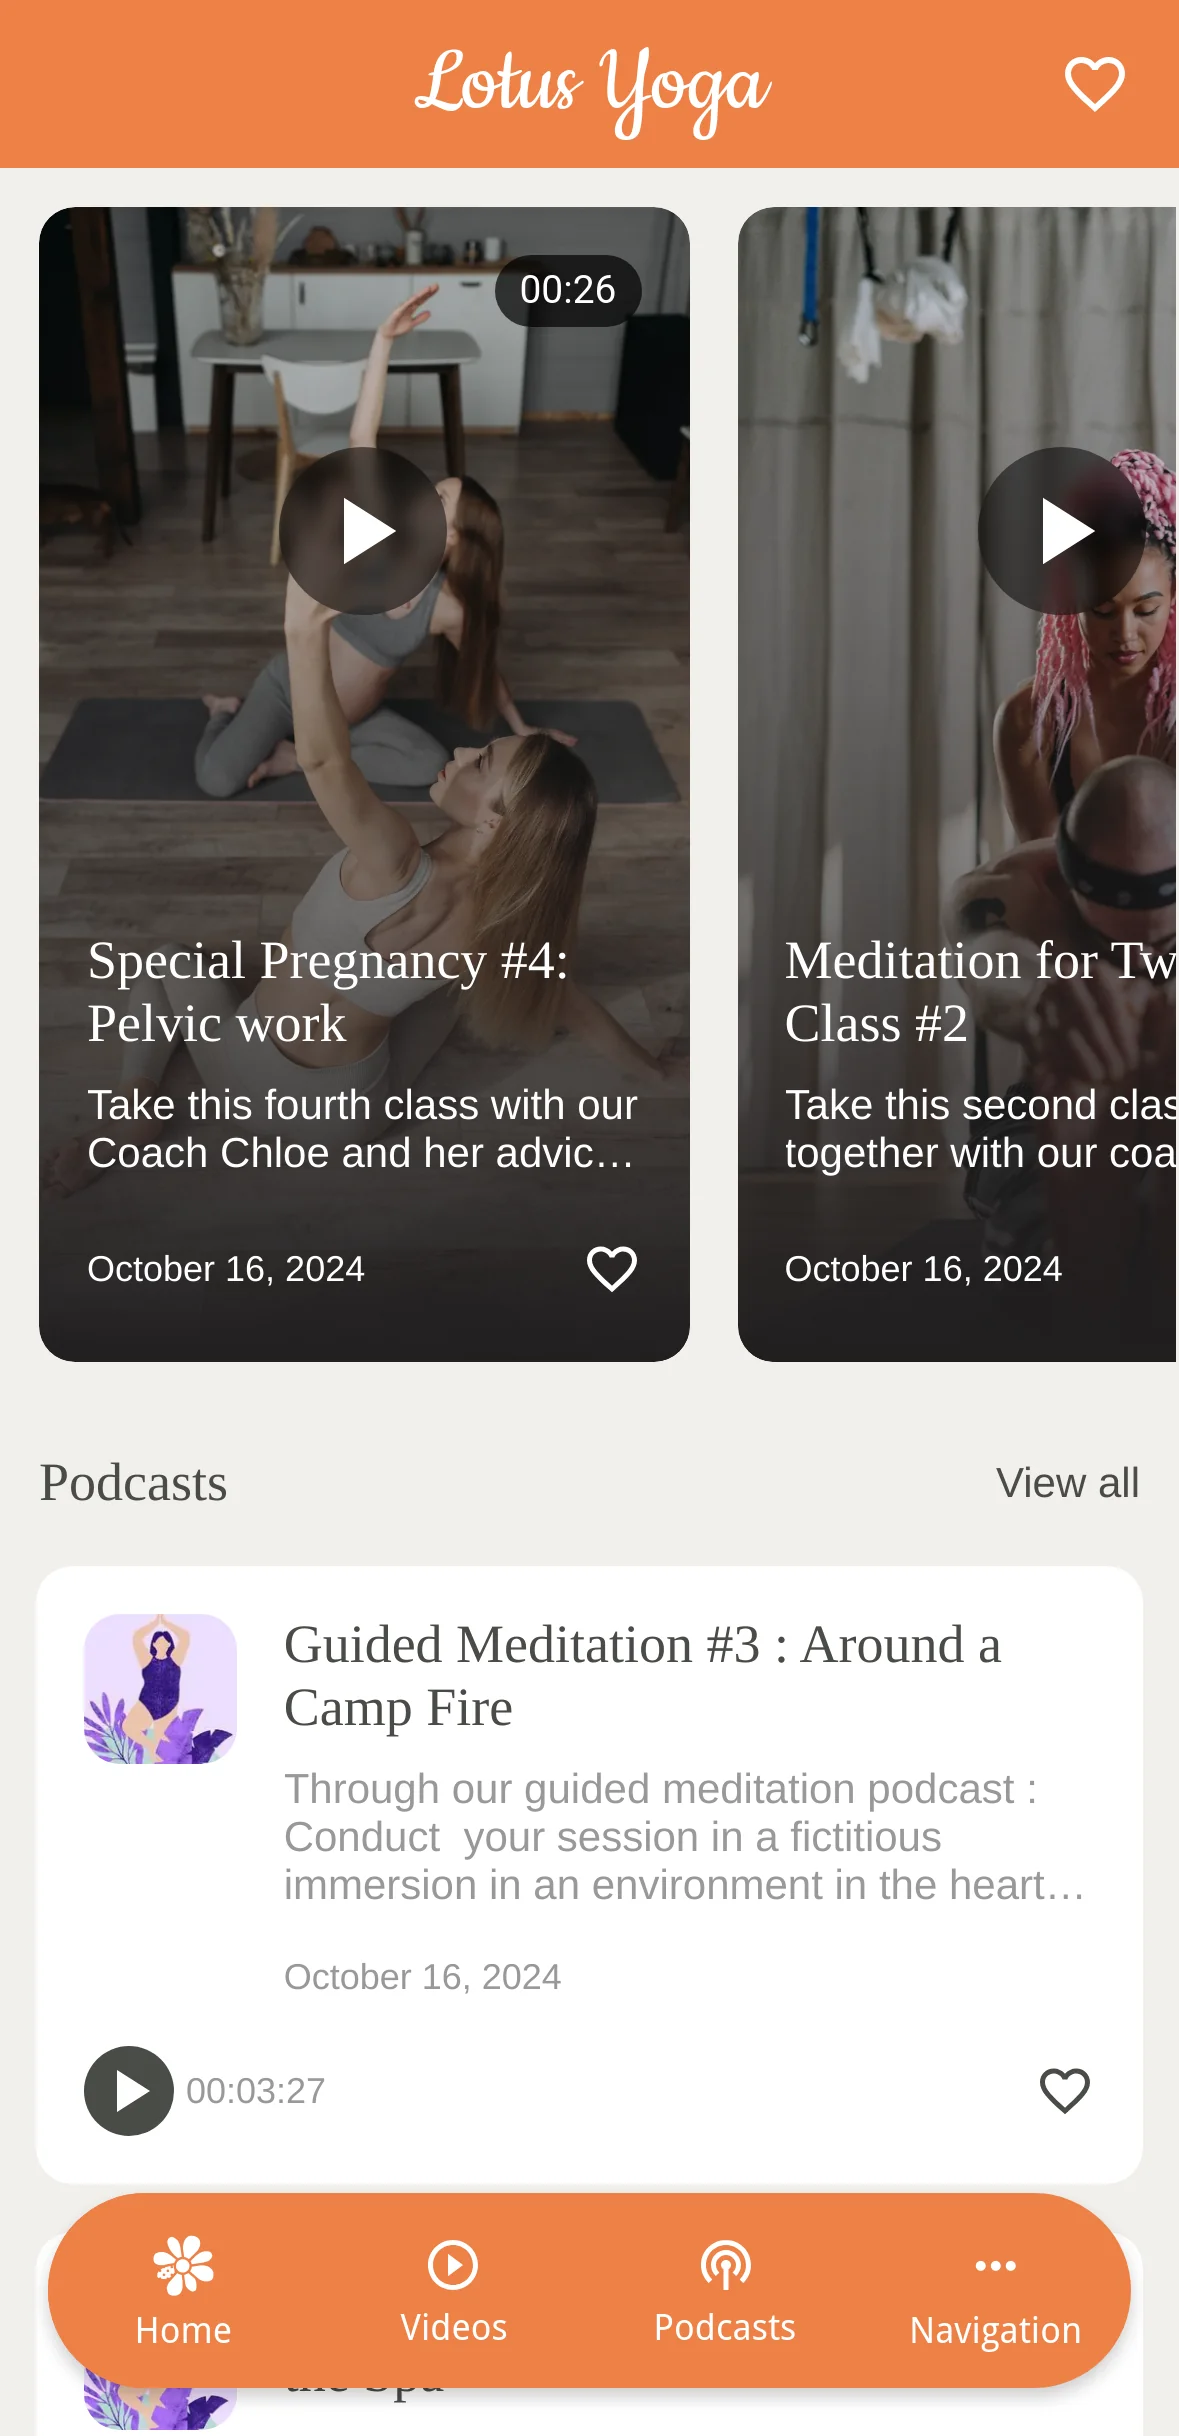 Lotus Yoga
00:26
Special Pregnancy #4:
Pelvic work
Take this fourth class with our
Coach Chloe and her advic…
October 16, 2024
Meditation for Tw
Class #2
Take this second clas
together with our coa
October 16, 2024
Podcasts
View all
Guided Meditation #3 : Around a
Camp Fire
Through our guided meditation podcast :
Conduct  your session in a fictitious
immersion in an environment in the heart…
October 16, 2024
00:03:27
the Spa
Home
Videos
Podcasts
Navigation